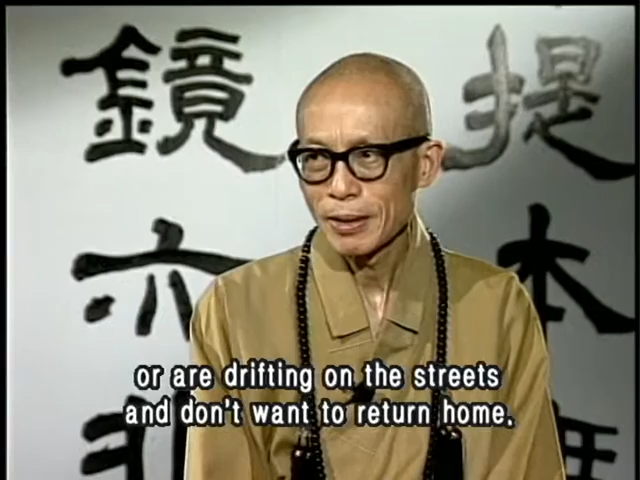 提本
鏡亦
or are drifting on the streets
and don't want to return home.